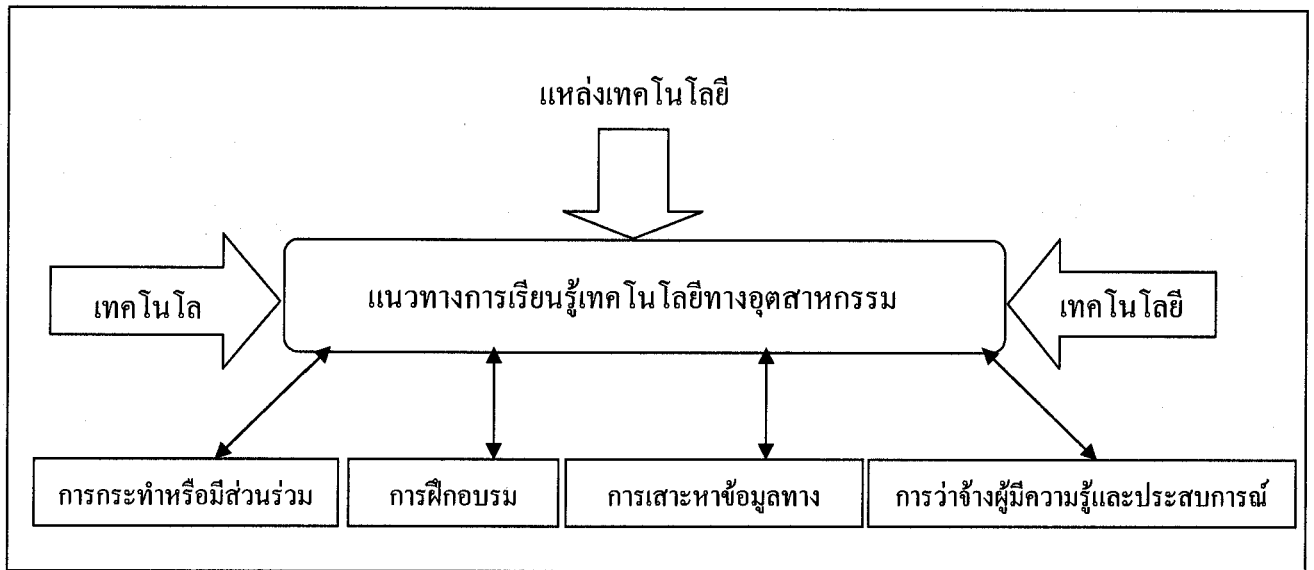 แหล่งเทคโนโลยี
แนวทางการเรียนรู้เทคโนโลยีทางอุตสาหกรรม
เทคโนโล
เทคโนโลยี
การกระทำหรือมีส่วนร่วม
การฝึกอบรม
การเสาะหาข้อมูลทาง
การว่าจ้างผู้มีความรู้และประสบการณ์